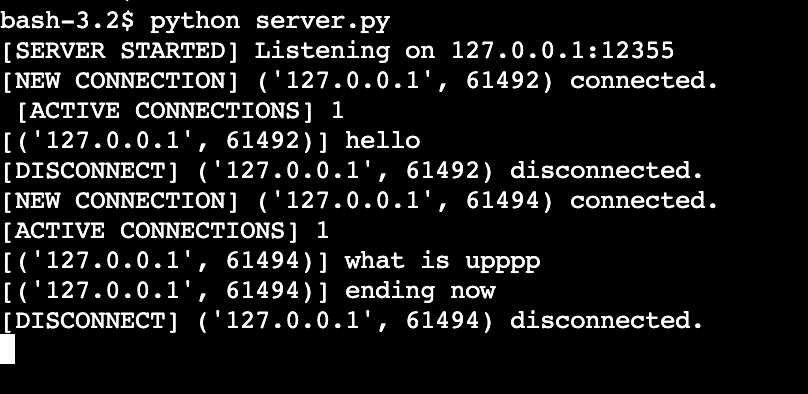 bash-3.2$ python server.py
[SERVER STARTED] Listening on 127.0.0.1:12355
[NEW CONNECTION] ('127.0.0.1', 61492) connected.
 [ACTIVE CONNECTIONS] 1
[('127.0.0.1', 61492)] hello
[DISCONNECT] ('127.0.0.1', 61492) disconnected.
[NEW CONNECTION] ('127.0.0.1', 61494) connected.
[ACTIVE CONNECTIONS] 1
[('127.0.0.1', 61494)] what is upppp
[('127.0.0.1', 61494)] ending now
[DISCONNECT] ('127.0.0.1', 61494) disconnected.